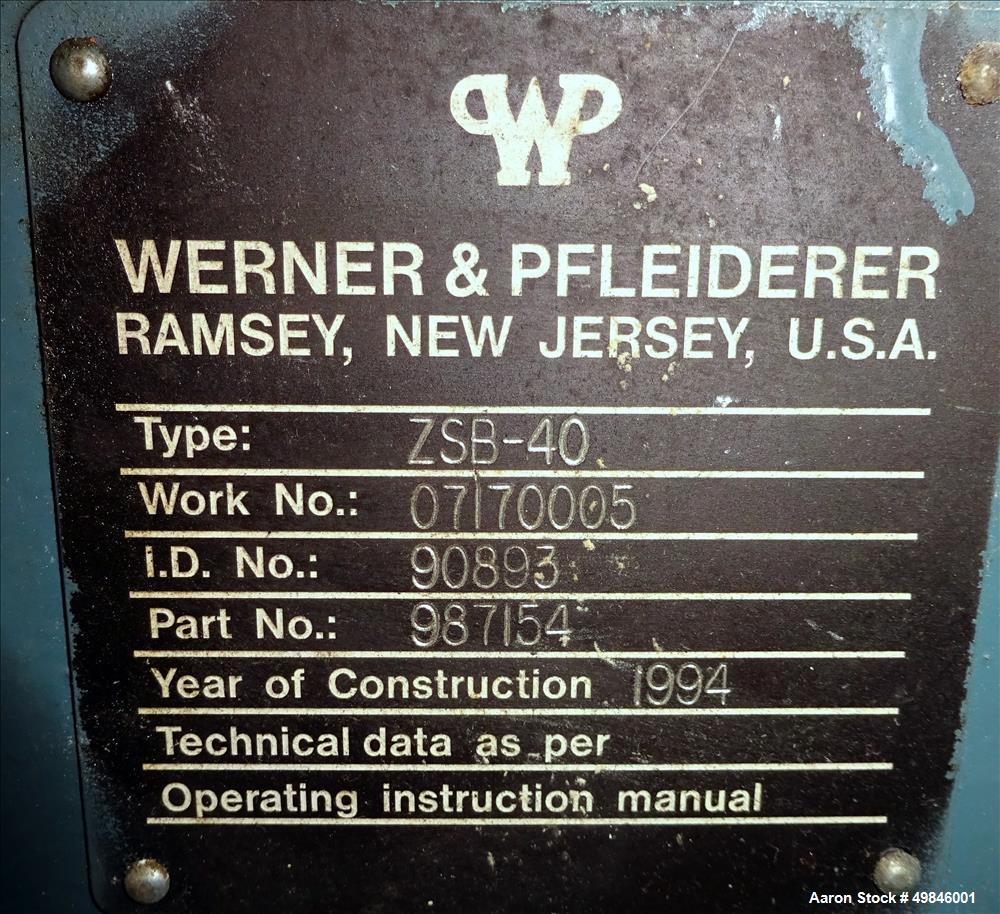 WP
WERNER & PFLEIDERER
RAMSEY, NEW JERSEY, U.S.A.
Type: ZSB-40
Work No.: 07170005
I.D. No.: 90893
Part No.: 987154
Year of Construction 1994
Technical data as per
Operating instruction manual
Aaron Stock # 49846001